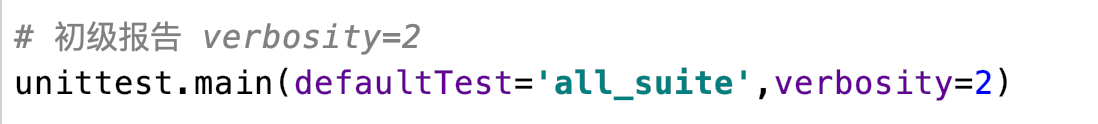 # 初级报告 verbosity=2
unittest.main(defaultTest='all_suite',verbosity=2)